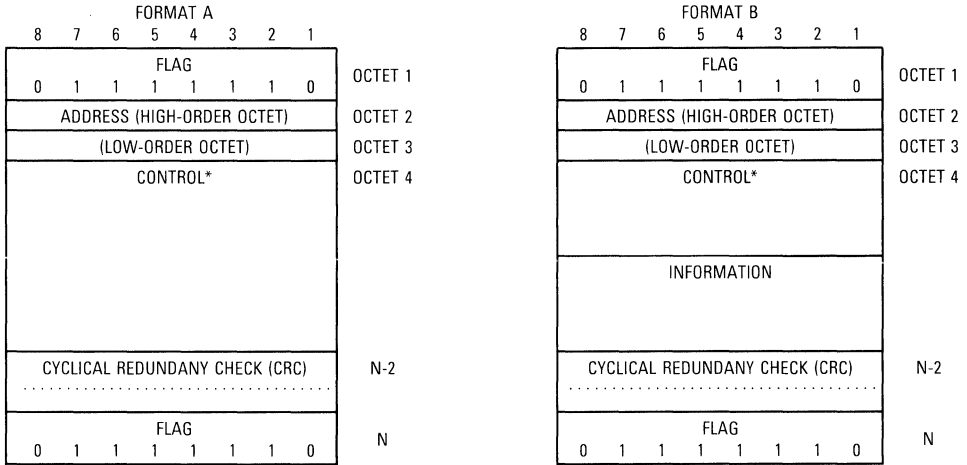 FORMAT A
8 7 6 5 4 3 2 1
FLAG
0 1 1 1 1 1 1 0
OCTET 1
ADDRESS (HIGH-ORDER OCTET)
OCTET 2
(LOW-ORDER OCTET)
OCTET 3
CONTROL*
OCTET 4
CYCLICAL REDUNDANY CHECK (CRC)
N-2
FLAG
0 1 1 1 1 1 1 0
N
FORMAT B
8 7 6 5 4 3 2 1
FLAG
0 1 1 1 1 1 1 0
OCTET 1
ADDRESS (HIGH-ORDER OCTET)
OCTET 2
(LOW-ORDER OCTET)
OCTET 3
CONTROL*
OCTET 4
INFORMATION
CYCLICAL REDUNDANY CHECK (CRC)
N-2
FLAG
0 1 1 1 1 1 1 0
N